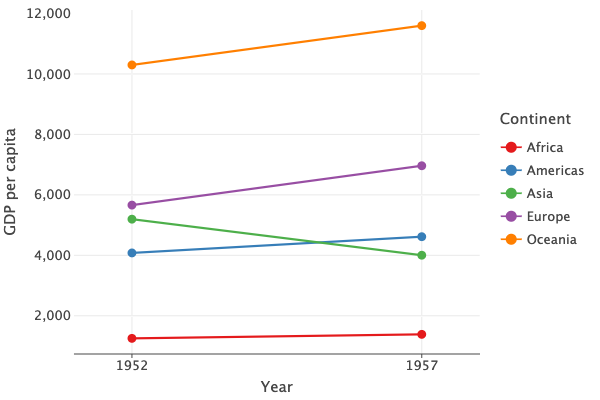 12,000
10,000
8,000
6,000
4,000
2,000
GDP per capita
1952
1957
Year
Continent
Africa
Americas
Asia
Europe
Oceania